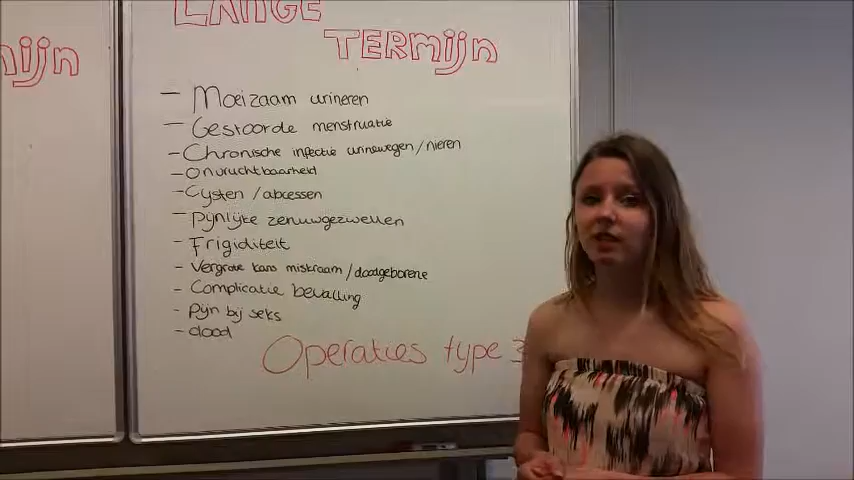 LANGE
TERMijn
mijn
- Moeizaam urineren
- Gestoorde menstruatie
- Chronische infectie urinewegen/nieren
- Onvruchtbaarheid
- Cysten / abcessen
- Pijnlijke zenuwgezwellen
- Frigiditeit
- Vergrote kans miskraam/doodgeborene
- Complicatie bevalling
- Pijn bij seks
- dood
Operaties type 3